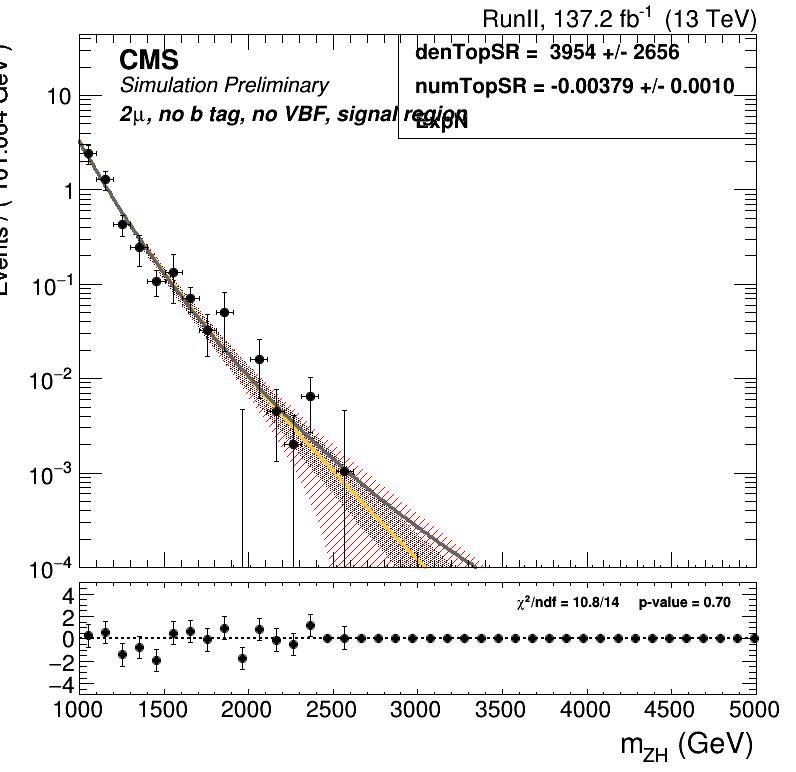 RunII, 137.2 fb⁻¹ (13 TeV)
CMS
Simulation Preliminary
2μ, no b tag, no VBF, signal region
denTopSR = 3954 +/- 2656
numTopSR = -0.00379 +/- 0.0010
ExpN
10
1
10⁻¹
10⁻²
10⁻³
10⁻⁴
χ²/ndf = 10.8/14 p-value = 0.70
4
2
0
−2
−4
1000 1500 2000 2500 3000 3500 4000 4500 5000
m_ZH (GeV)